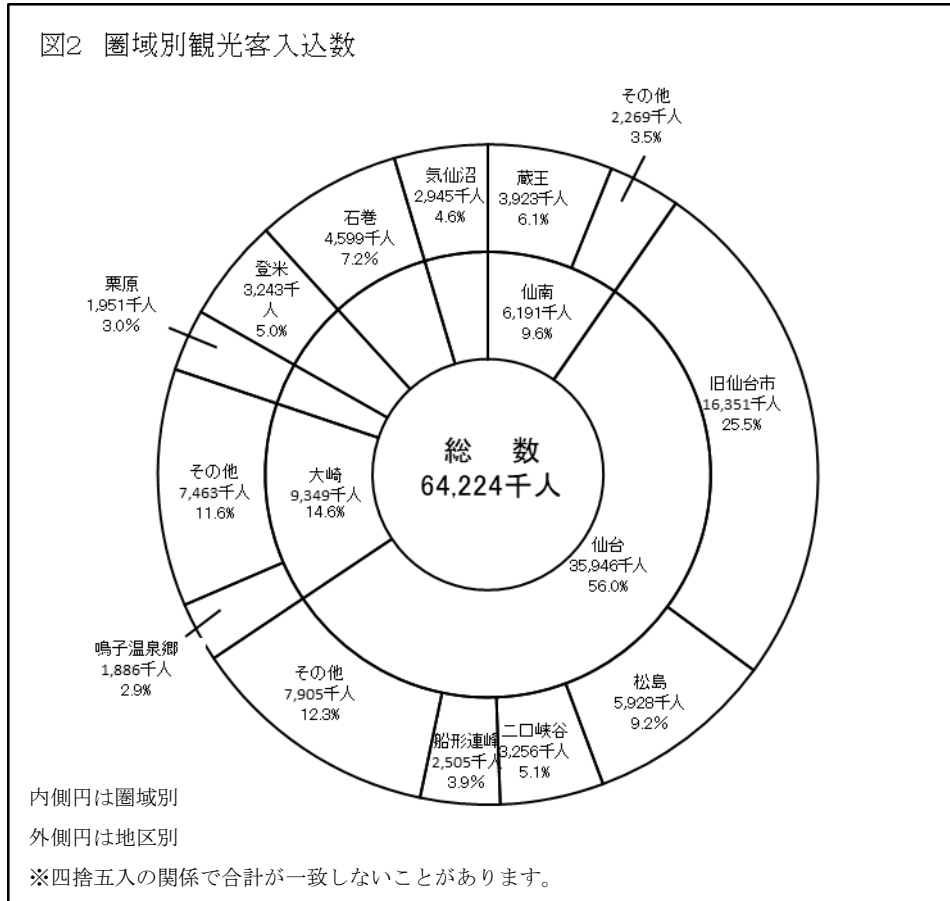 図2 圏域別観光客入込数
その他
2,269千人
3.5%
気仙沼
2,945千人
4.6%
蔵王
3,923千人
6.1%
石巻
4,599千人
7.2%
登米
3,243千
人
5.0%
栗原
1,951千人
3.0%
仙南
6,191千人
9.6%
旧仙台市
16,351千人
25.5%
総 数
64,224千人
その他
7,463千人
11.6%
大崎
9,349千人
14.6%
仙台
35,946千人
56.0%
鳴子温泉郷
1,886千人
2.9%
その他
7,905千人
12.3%
船形連峰
2,505千人
3.9%
二口峡谷
3,256千人
5.1%
松島
5,928千人
9.2%
内側円は圏域別
外側円は地区別
※四捨五入の関係で合計が一致しないことがあります。